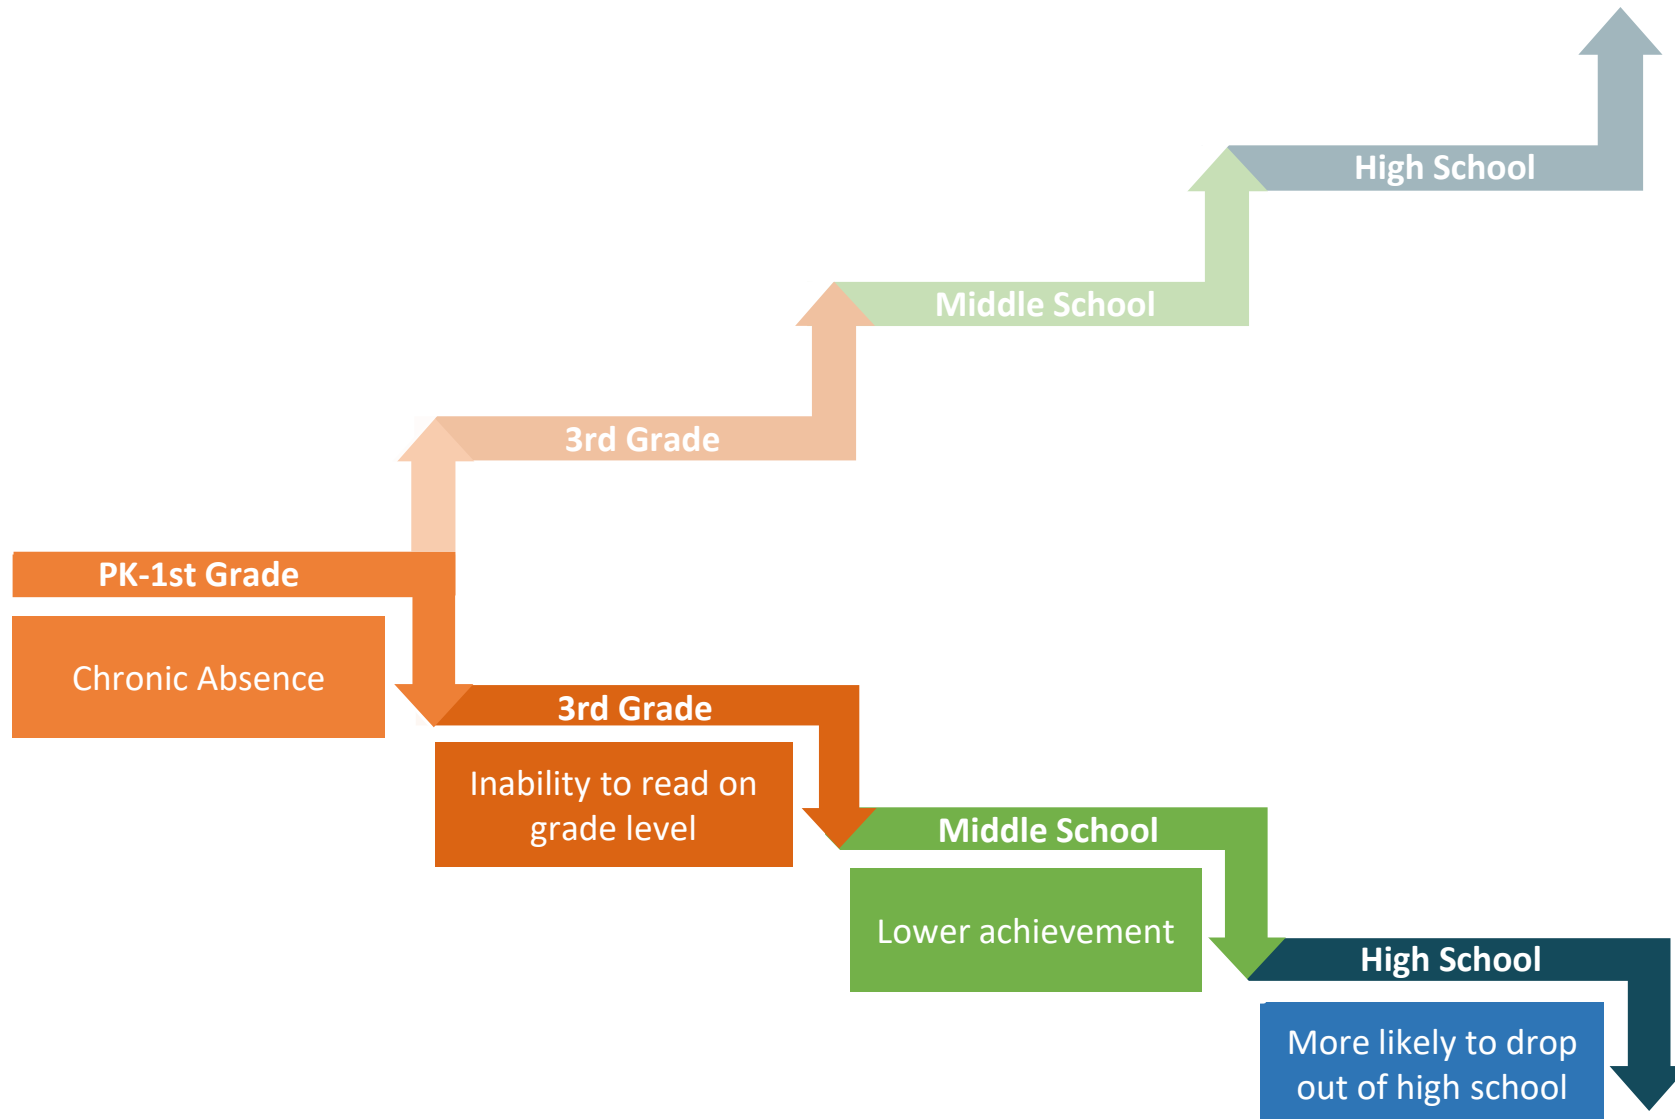 High School
Middle School
3rd Grade
PK-1st Grade
Chronic Absence
3rd Grade
Inability to read on
grade level
Middle School
Lower achievement
High School
More likely to drop
out of high school